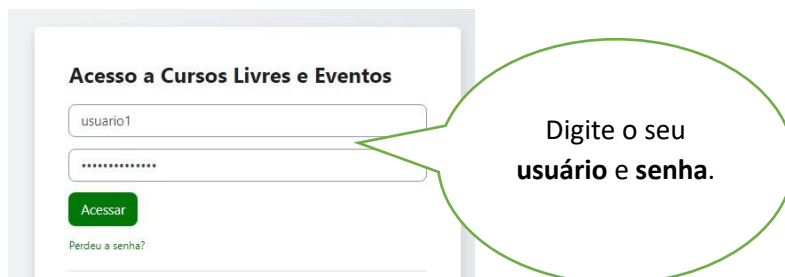 Acesso a Cursos Livres e Eventos
usuario1
••••••••••••••
Acessar
Perdeu a senha?
Digite o seu
usuário e senha.